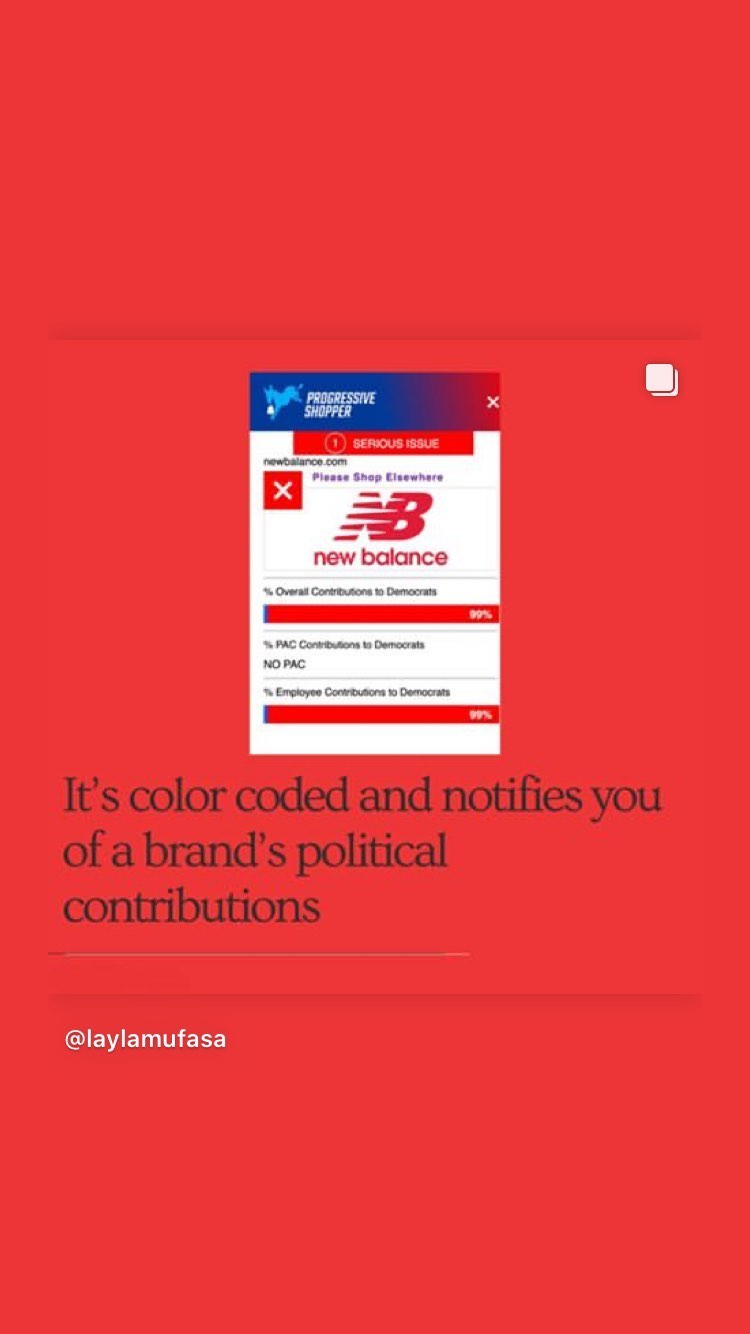 PROGRESSIVE
SHOPPER
1 SERIOUS ISSUE
newbalance.com
Please Shop Elsewhere
NB
new balance
% Overall Contributions to Democrats
99%
% PAC Contributions to Democrats
NO PAC
% Employee Contributions to Democrats
99%
It's color coded and notifies you
of a brand's political
contributions
@laylamufasa